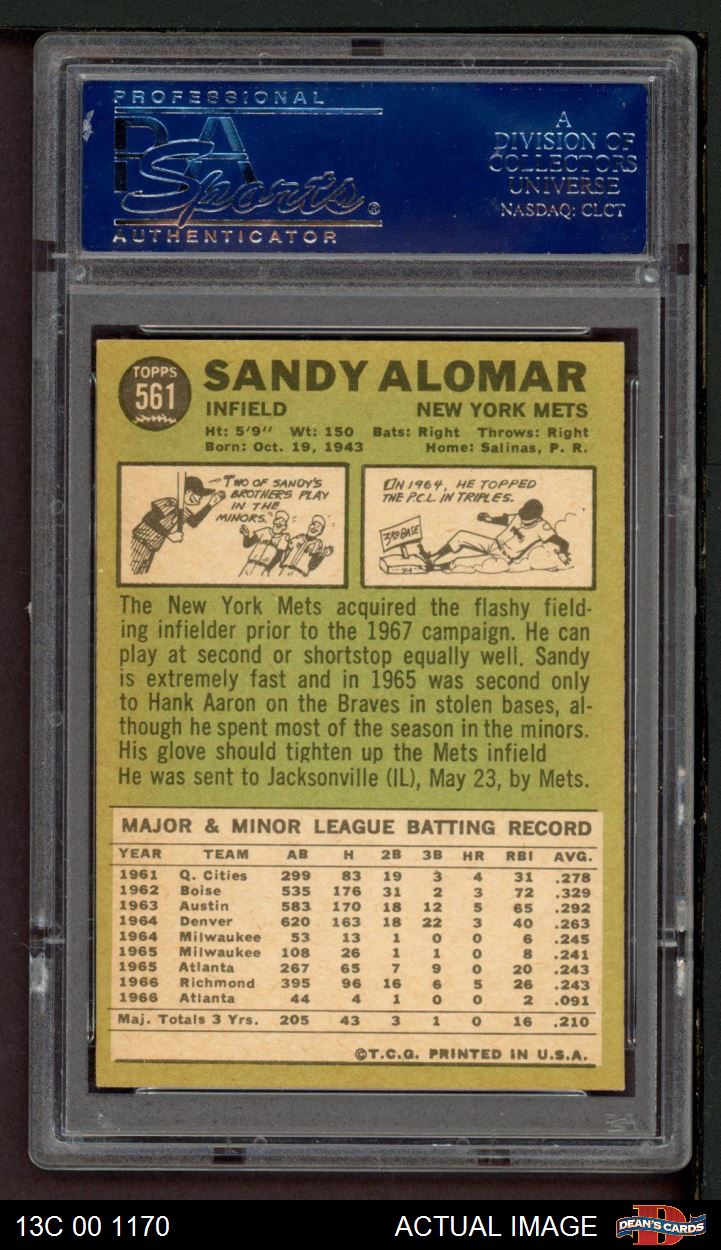 PROFESSIONAL
PSA
Sports®
AUTHENTICATOR
A
DIVISION OF
COLLECTORS
UNIVERSE
NASDAQ: CLCT
TOPPS
561
SANDY ALOMAR
INFIELD NEW YORK METS
Ht: 5'9" Wt: 150 Bats: Right Throws: Right
Born: Oct. 19, 1943 Home: Salinas, P. R.
TWO OF SANDY'S
BROTHERS PLAY
IN THE
MINORS."
IN 1964, HE TOPPED
THE P.C.L. IN TRIPLES.
3RD BASE
The New York Mets acquired the flashy field-
ing infielder prior to the 1967 campaign. He can
play at second or shortstop equally well. Sandy
is extremely fast and in 1965 was second only
to Hank Aaron on the Braves in stolen bases, al-
though he spent most of the season in the minors.
His glove should tighten up the Mets infield
He was sent to Jacksonville (IL), May 23, by Mets.
MAJOR & MINOR LEAGUE BATTING RECORD
YEAR TEAM AB H 2B 3B HR RBI AVG.
1961 Q. Cities 299 83 19 3 4 31 .278
1962 Boise 535 176 31 2 3 72 .329
1963 Austin 583 170 18 12 5 65 .292
1964 Denver 620 163 18 22 3 40 .263
1964 Milwaukee 53 13 1 0 0 6 .245
1965 Milwaukee 108 26 1 1 0 8 .241
1965 Atlanta 267 65 7 9 0 20 .243
1966 Richmond 395 96 16 6 5 26 .243
1966 Atlanta 44 4 1 0 0 2 .091
Maj. Totals 3 Yrs. 205 43 3 1 0 16 .210
©T.C.G. PRINTED IN U.S.A.
13C 00 1170
ACTUAL IMAGE
DEAN'S CARDS